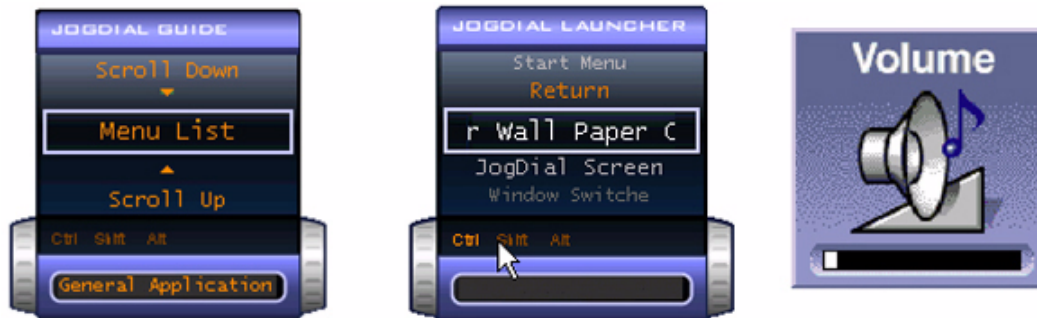 JOGDIAL GUIDE
Scroll Down
Menu List
Scroll Up
Ctrl Shift Alt
General Application
JOGDIAL LAUNCHER
Start Menu
Return
r Wall Paper C
JogDial Screen
Window Switche
Ctrl Shift Alt
Volume